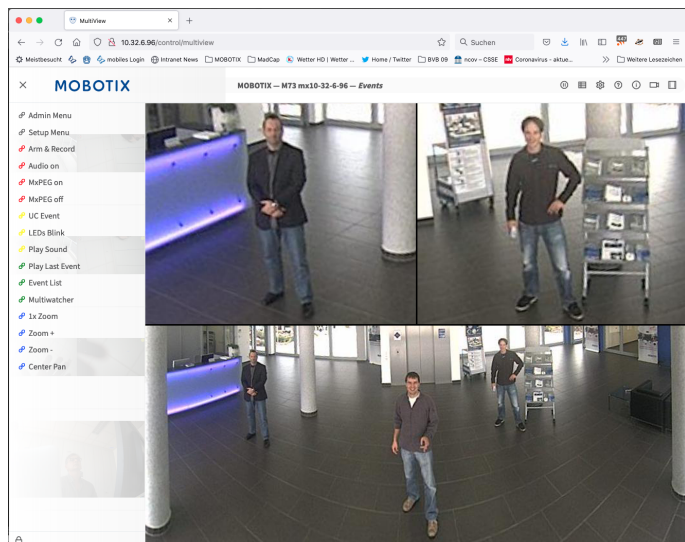 MultiView
10.32.6.96/control/multiview
Suchen
Meistbesucht
mobiles Login
Intranet News
MOBOTIX
MadCap
Wetter HD | Wetter ...
Home / Twitter
BVB 09
ncov – CSSE
Coronavirus - aktue...
Weitere Lesezeichen
MOBOTIX
MOBOTIX — M73 mx10-32-6-96 — Events
Admin Menu
Setup Menu
Arm & Record
Audio on
MxPEG on
MxPEG off
UC Event
LEDs Blink
Play Sound
Play Last Event
Event List
Multiwatcher
1x Zoom
Zoom +
Zoom -
Center Pan